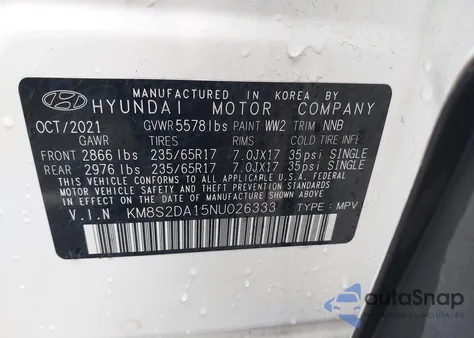 MANUFACTURED IN KOREA BY
HYUNDAI MOTOR COMPANY
OCT/2021 GVWR 5578lbs PAINT WW2 TRIM NNB
GAWR TIRES RIMS COLD TIRE INFL
FRONT 2866 lbs 235/65R17 7.0JX17 35psi SINGLE
REAR 2976 lbs 235/65R17 7.0JX17 35psi SINGLE
THIS VEHICLE CONFORMS TO ALL APPLICABLE
FEDERAL MOTOR VEHICLE SAFETY, BUMPER, AND THEFT
PREVENTION STANDARDS IN EFFECT ON THE DATE OF
MANUFACTURE SHOWN ABOVE.
V.I.N KM8S2DA15NU026333 TYPE : MPV
autoSnap